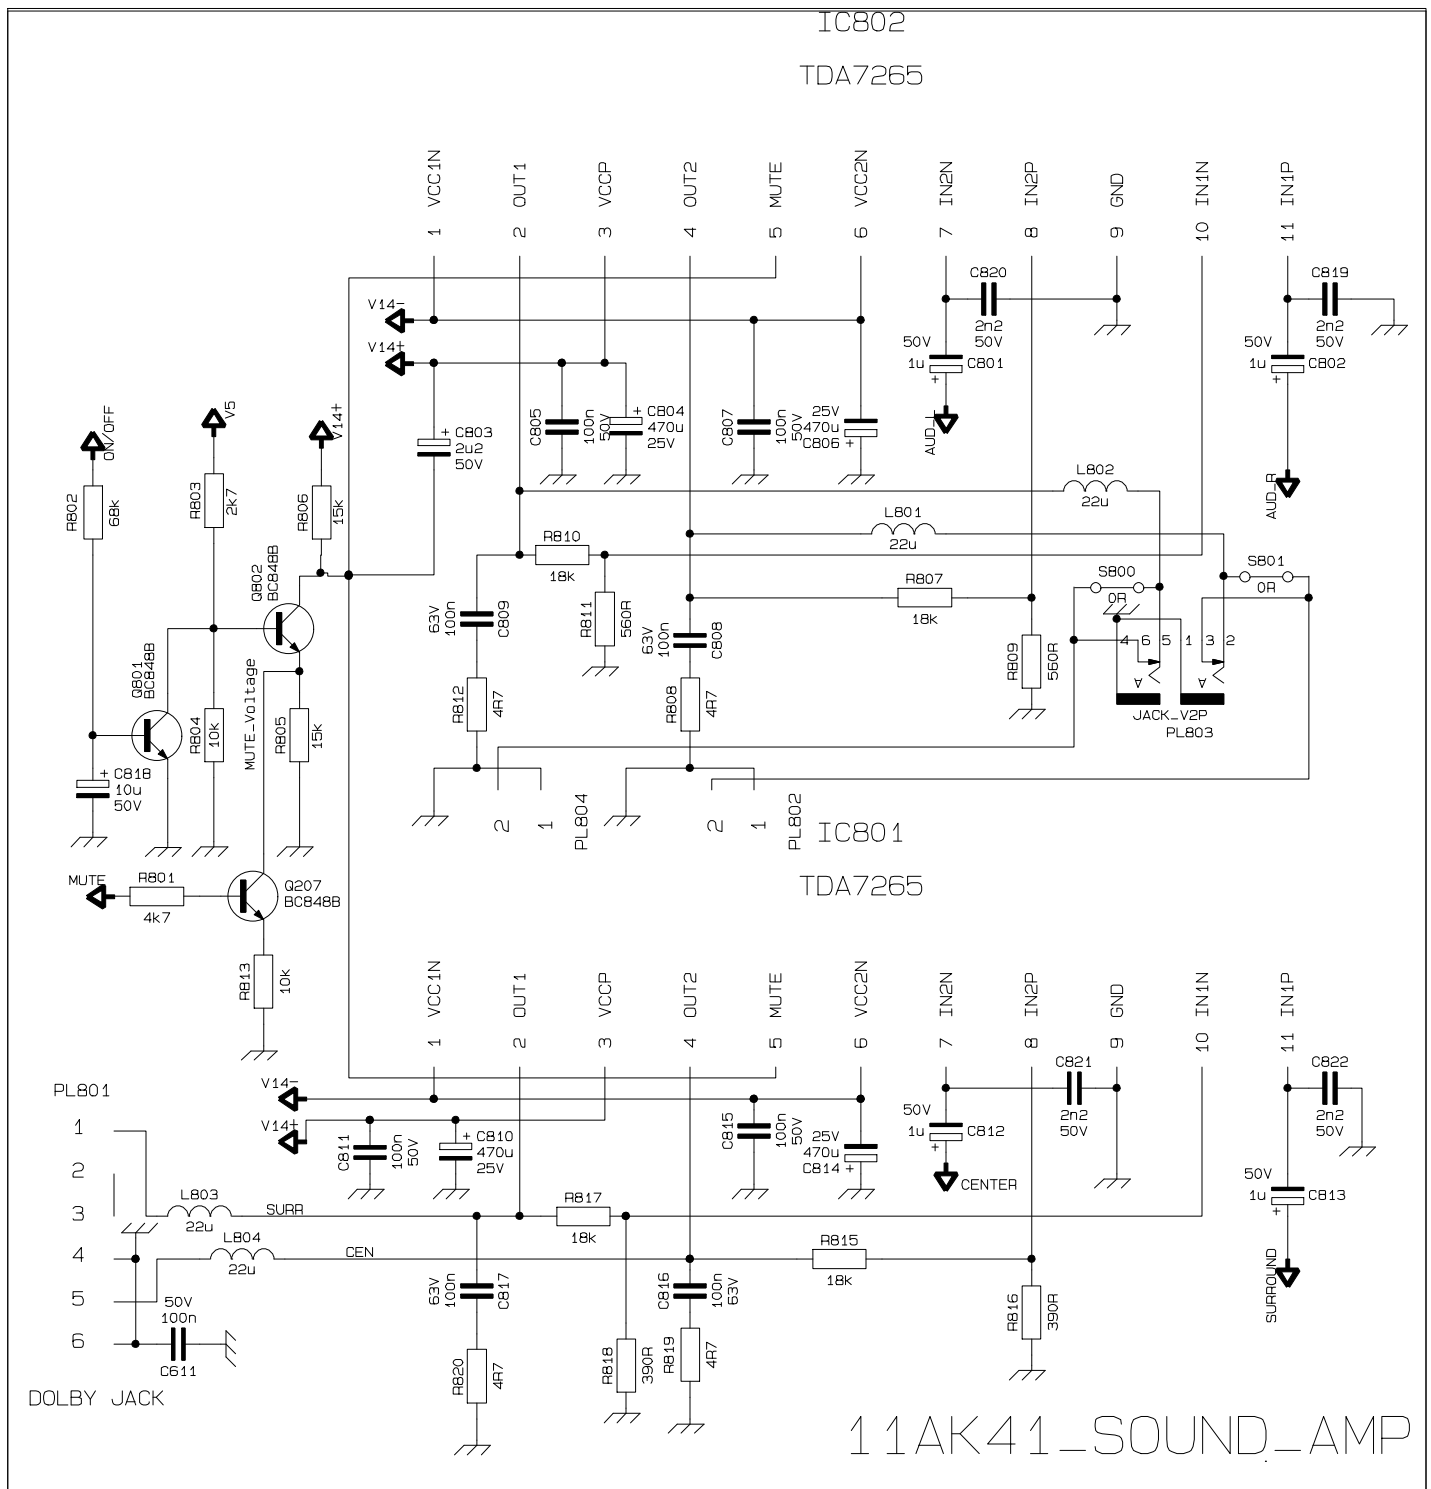 IC802
TDA7265
1 VCC1N
2 OUT1
3 VCCP
4 OUT2
5 MUTE
6 VCC2N
7 IN2N
8 IN2P
9 GND
10 IN1N
11 IN1P
C820
2n2
50V
C819
2n2
50V
V14-
V14+
50V
1u
C801
+
50V
1u
C802
+
AUD_L
AUD_R
ON/OFF
V5
V14+
+ C803
2u2
50V
C805
100n
50V
+ C804
470u
25V
C807
100n
50V
25V
470u
C806 +
R802
68k
R803
2k7
R806
15k
L802
22u
L801
22u
R810
18k
S801
0R
S800
0R
R807
18k
Q802
BC848B
63V
100n
C809
R811
560R
63V
100n
C808
R809
560R
4 6 5 1 3 2
JACK_V2P
PL803
Q801
BC848B
R804
10k
MUTE_Voltage
R805
15k
R812
4R7
R808
4R7
+ C818
10u
50V
2 1 PL804
2 1 PL802
IC801
TDA7265
MUTE
R801
4k7
Q207
BC848B
R813
10k
1 VCC1N
2 OUT1
3 VCCP
4 OUT2
5 MUTE
6 VCC2N
7 IN2N
8 IN2P
9 GND
10 IN1N
11 IN1P
C821
2n2
50V
C822
2n2
50V
V14-
V14+
PL801
1
2
3
4
5
6
C811
100n
50V
+ C810
470u
25V
C815
100n
50V
25V
470u
C814 +
50V
1u
C812
+
CENTER
50V
1u
C813
+
SURROUND
L803
22u
SURR
R817
18k
L804
22u
CEN
R815
18k
63V
100n
C817
C816
100n
63V
R816
390R
50V
100n
C611
R820
4R7
R818
390R
R819
4R7
DOLBY JACK
11AK41_SOUND_AMP